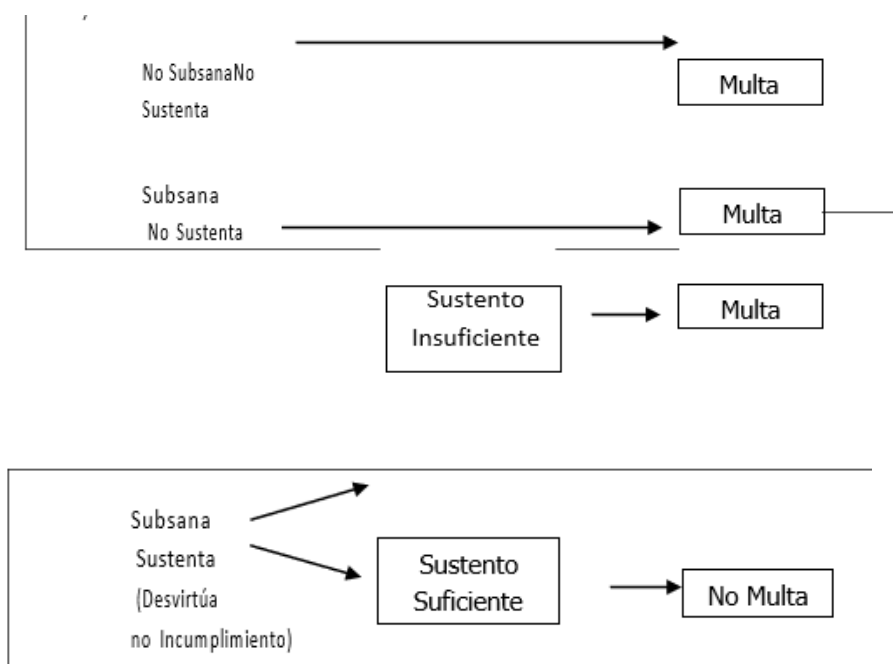 No SubsanaNo
Sustenta
Multa
Subsana
No Sustenta
Multa
Sustento
Insuficiente
Multa
Subsana
Sustenta
(Desvirtúa
no Incumplimiento)
Sustento
Suficiente
No Multa